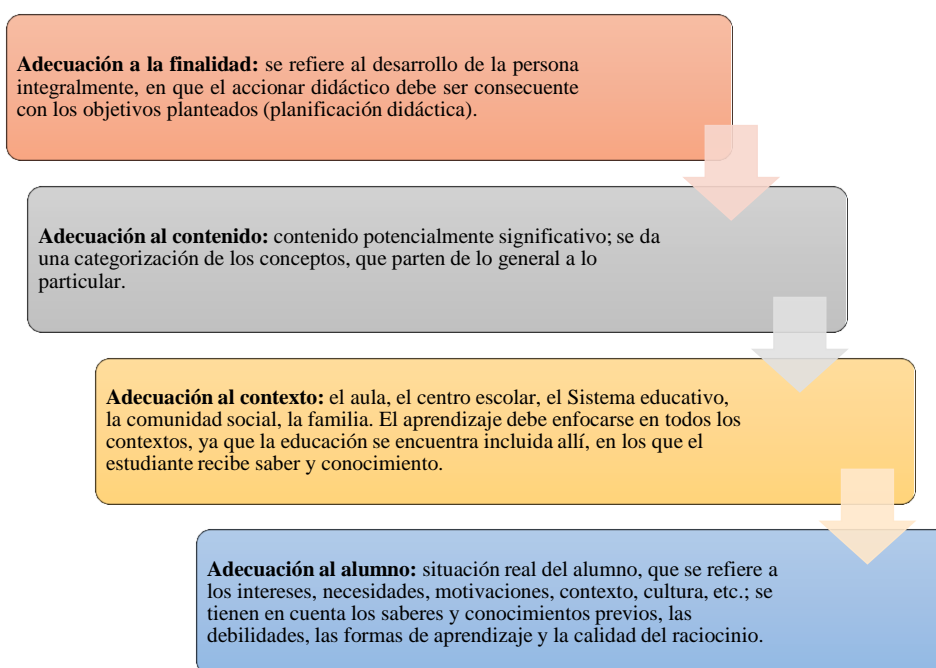 Adecuación a la finalidad: se refiere al desarrollo de la persona
integralmente, en que el accionar didáctico debe ser consecuente
con los objetivos planteados (planificación didáctica).
Adecuación al contenido: contenido potencialmente significativo; se da
una categorización de los conceptos, que parten de lo general a lo
particular.
Adecuación al contexto: el aula, el centro escolar, el Sistema educativo,
la comunidad social, la familia. El aprendizaje debe enfocarse en todos los
contextos, ya que la educación se encuentra incluida allí, en los que el
estudiante recibe saber y conocimiento.
Adecuación al alumno: situación real del alumno, que se refiere a
los intereses, necesidades, motivaciones, contexto, cultura, etc.; se
tienen en cuenta los saberes y conocimientos previos, las
debilidades, las formas de aprendizaje y la calidad del raciocinio.